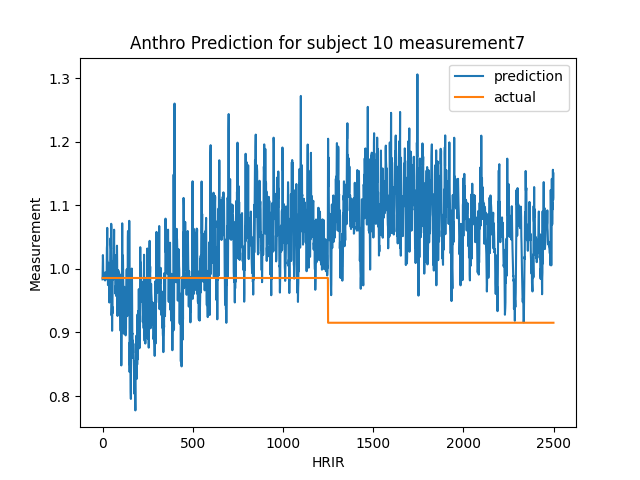 Anthro Prediction for subject 10 measurement7
prediction
actual
Measurement
1.3
1.2
1.1
1.0
0.9
0.8
0
500
1000
1500
2000
2500
HRIR